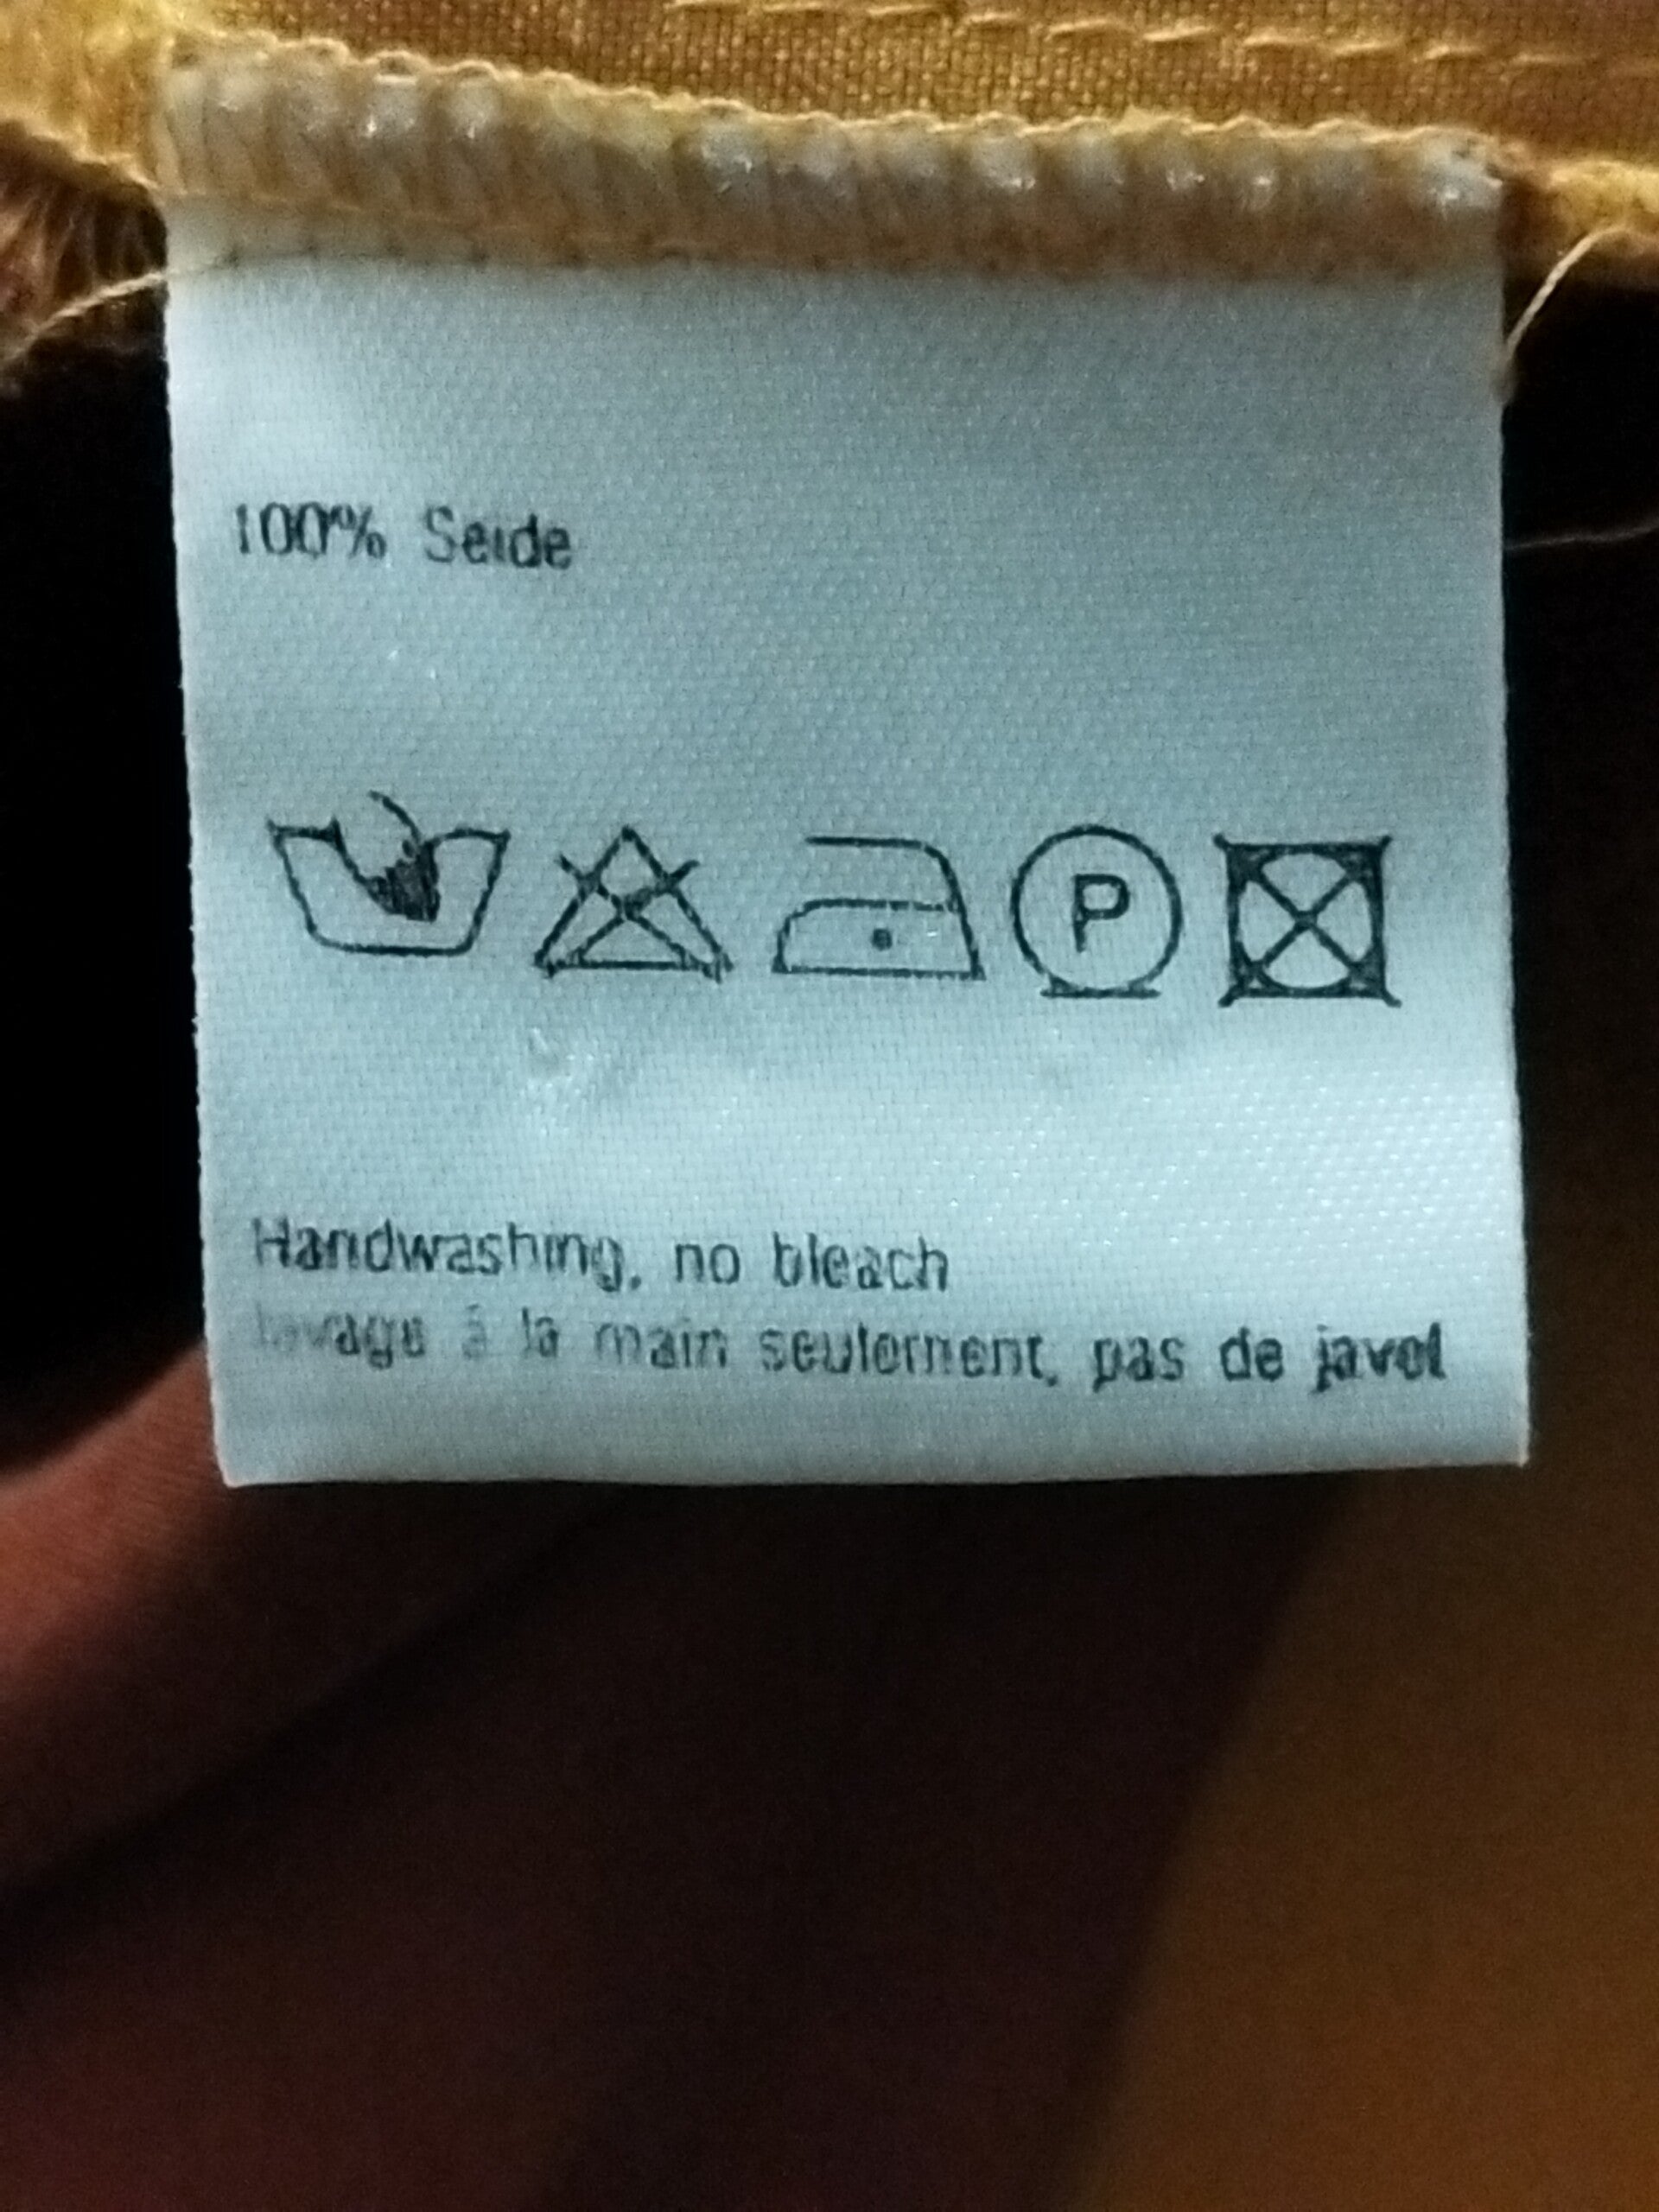 100% Seide
P
Handwashing, no bleach
lavage à la main seulement, pas de javel